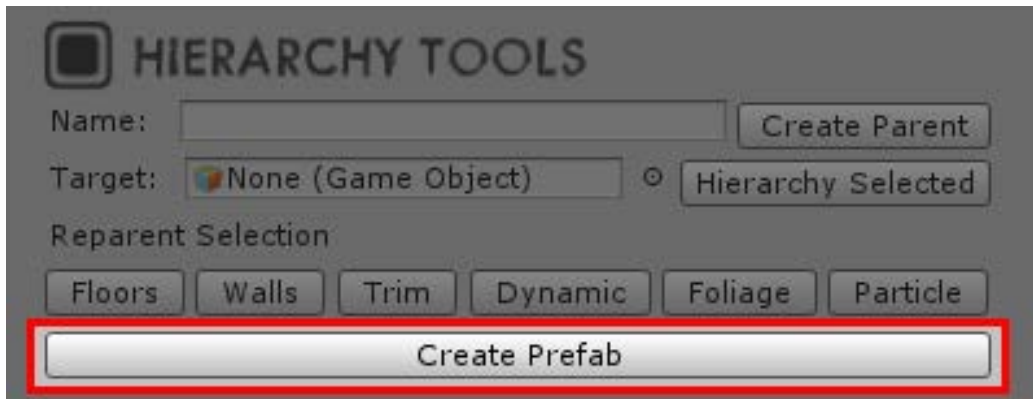 HIERARCHY TOOLS
Name: Create Parent
Target: None (Game Object) Hierarchy Selected
Reparent Selection
Floors Walls Trim Dynamic Foliage Particle
Create Prefab